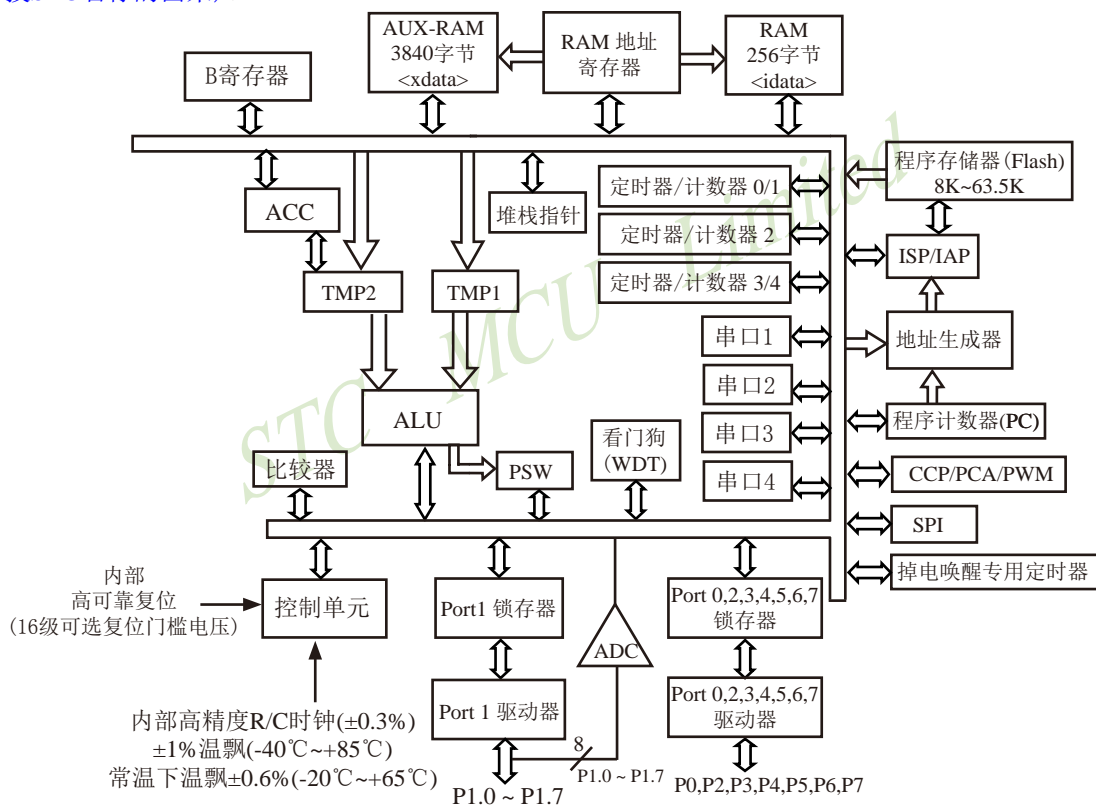 AUX-RAM
3840字节
<xdata>
RAM 地址
寄存器
RAM
256字节
<idata>
B寄存器
程序存储器(Flash)
8K~63.5K
定时器/计数器 0/1
ACC
堆栈指针
定时器/计数器 2
ISP/IAP
TMP2
TMP1
定时器/计数器 3/4
串口1
地址生成器
串口2
ALU
程序计数器(PC)
串口3
看门狗
(WDT)
比较器
PSW
串口4
CCP/PCA/PWM
SPI
掉电唤醒专用定时器
内部
高可靠复位
(16级可选复位门槛电压)
控制单元
Port1 锁存器
Port 0,2,3,4,5,6,7
锁存器
ADC
Port 1 驱动器
Port 0,2,3,4,5,6,7
驱动器
内部高精度R/C时钟(±0.3%)
±1%温飘(-40℃~+85℃)
常温下温飘±0.6%(-20℃~+65℃)
8
P1.0 ~ P1.7
P1.0 ~ P1.7
P0,P2,P3,P4,P5,P6,P7
STC MCU Limited